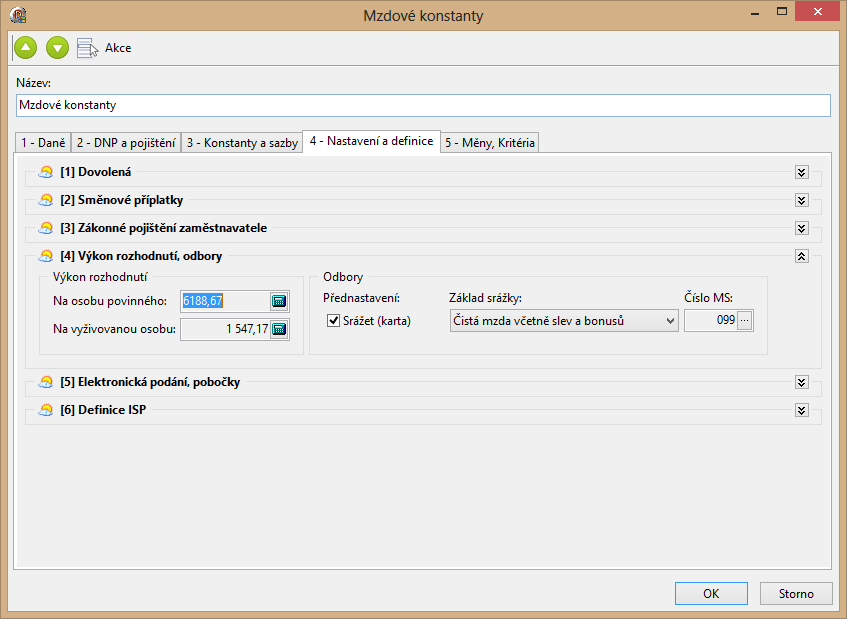 Mzdové konstanty
Akce
Název:
Mzdové konstanty
1 - Daně 2 - DNP a pojištění 3 - Konstanty a sazby 4 - Nastavení a definice 5 - Měny, Kritéria
[1] Dovolená
[2] Směnové příplatky
[3] Zákonné pojištění zaměstnavatele
[4] Výkon rozhodnutí, odbory
Výkon rozhodnutí
Na osobu povinného: 6188,67
Na vyživovanou osobu: 1 547,17
Odbory
Přednastavení: Základ srážky: Číslo MS:
Srážet (karta) Čistá mzda včetně slev a bonusů 099 ...
[5] Elektronická podání, pobočky
[6] Definice ISP
OK Storno